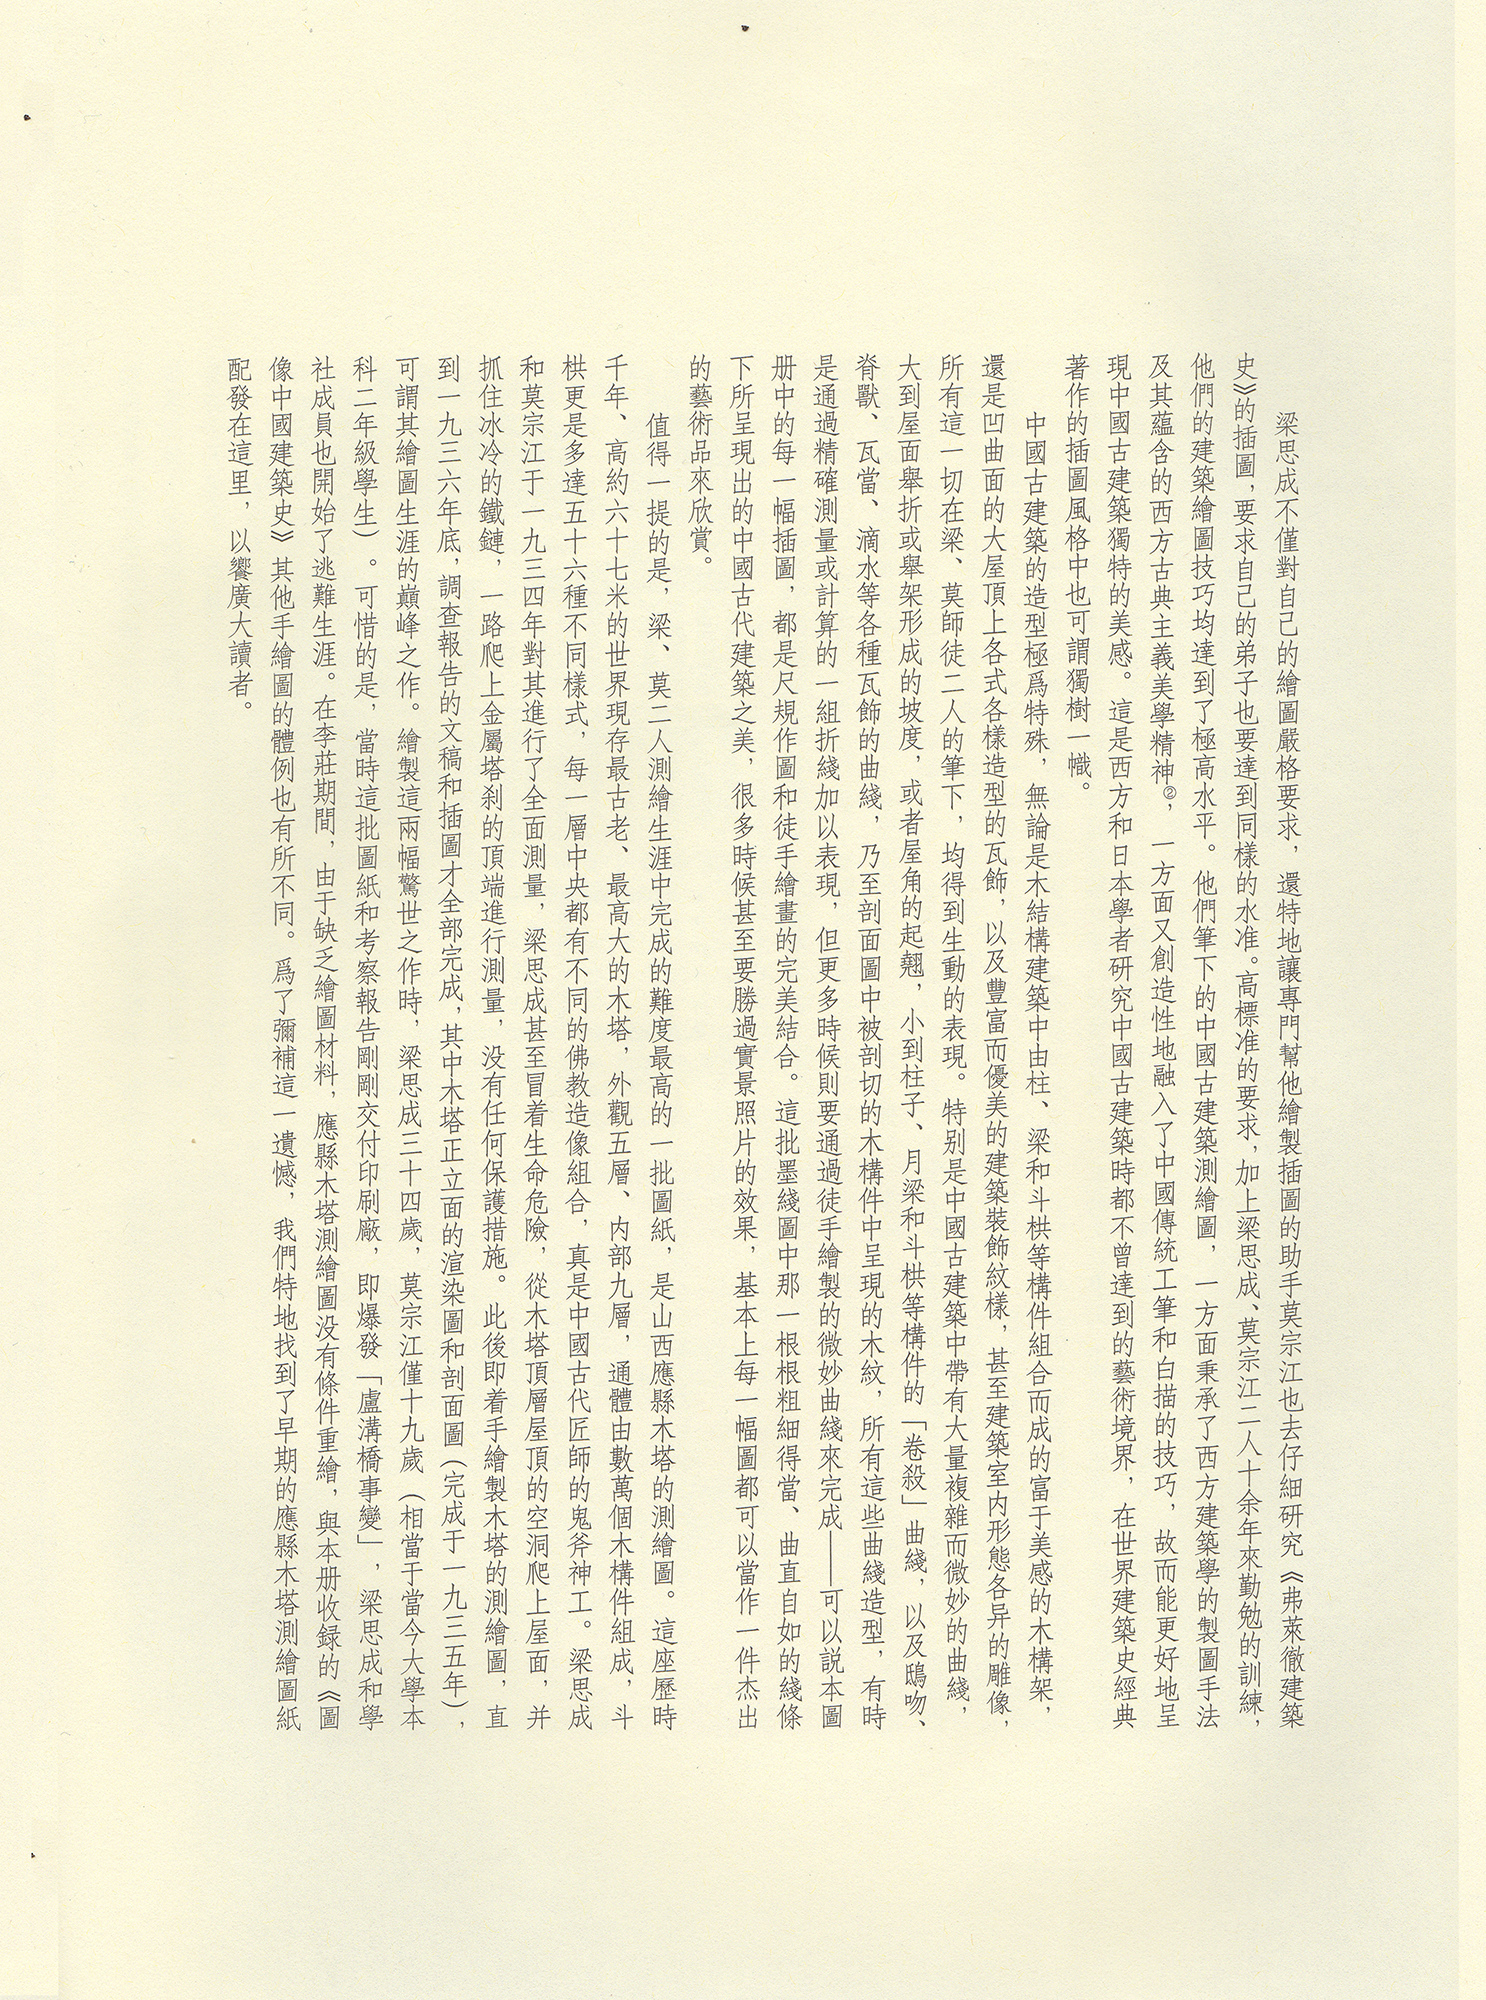 梁思成不僅對自己的繪圖嚴格要求，還特地讓專門幫他繪製插圖的助手莫宗江也去仔細研究《弗萊徹建築
史》的插圖，要求自己的弟子也要達到同樣的水准。高標准的要求，加上梁思成、莫宗江二人十余年來勤勉的訓練，
他們的建築繪圖技巧均達到了極高水平。他們筆下的中國古建築測繪圖，一方面秉承了西方建築學的製圖手法
及其蘊含的西方古典主義美學精神②，一方面又創造性地融入了中國傳統工筆和白描的技巧，故而能更好地呈
現中國古建築獨特的美感。這是西方和日本學者研究中國古建築時都不曾達到的藝術境界，在世界建築史經典
著作的插圖風格中也可謂獨樹一幟。
中國古建築的造型極爲特殊，無論是木結構建築中由柱、梁和斗栱等構件組合而成的富于美感的木構架，
還是凹曲面的大屋頂上各式各樣造型的瓦飾，以及豐富而優美的建築裝飾紋樣，甚至建築室内形態各异的雕像，
所有這一切在梁、莫師徒二人的筆下，均得到生動的表現。特别是中國古建築中帶有大量複雜而微妙的曲綫，
大到屋面舉折或舉架形成的坡度，或者屋角的起翹，小到柱子、月梁和斗栱等構件的「卷殺」曲綫，以及鴟吻、
脊獸、瓦當、滴水等各種瓦飾的曲綫，乃至剖面圖中被剖切的木構件中呈現的木紋，所有這些曲綫造型，有時
是通過精確測量或計算的一組折綫加以表現，但更多時候則要通過徒手繪製的微妙曲綫來完成——可以説本圖
册中的每一幅插圖，都是尺規作圖和徒手繪畫的完美結合。這批墨綫圖中那一根根粗細得當、曲直自如的綫條
下所呈現出的中國古代建築之美，很多時候甚至要勝過實景照片的效果，基本上每一幅圖都可以當作一件杰出
的藝術品來欣賞。
值得一提的是，梁、莫二人測繪生涯中完成的難度最高的一批圖紙，是山西應縣木塔的測繪圖。這座歷時
千年、高約六十七米的世界現存最古老、最高大的木塔，外觀五層、内部九層，通體由數萬個木構件組成，斗
栱更是多達五十六種不同樣式，每一層中央都有不同的佛教造像組合，真是中國古代匠師的鬼斧神工。梁思成
和莫宗江于一九三四年對其進行了全面測量，梁思成甚至冒着生命危險，從木塔頂層屋頂的空洞爬上屋面，并
抓住冰冷的鐵鏈，一路爬上金屬塔刹的頂端進行測量，没有任何保護措施。此後即着手繪製木塔的測繪圖，直
到一九三六年底，調查報告的文稿和插圖才全部完成，其中木塔正立面的渲染圖和剖面圖（完成于一九三五年），
可謂其繪圖生涯的巔峰之作。繪製這兩幅驚世之作時，梁思成三十四歲，莫宗江僅十九歲（相當于當今大學本
科二年級學生）。可惜的是，當時這批圖紙和考察報告剛剛交付印刷廠，即爆發「盧溝橋事變」，梁思成和學
社成員也開始了逃難生涯。在李莊期間，由于缺乏繪圖材料，應縣木塔測繪圖没有條件重繪，與本册收録的《圖
像中國建築史》其他手繪圖的體例也有所不同。爲了彌補這一遺憾，我們特地找到了早期的應縣木塔測繪圖紙
配發在這里，以饗廣大讀者。